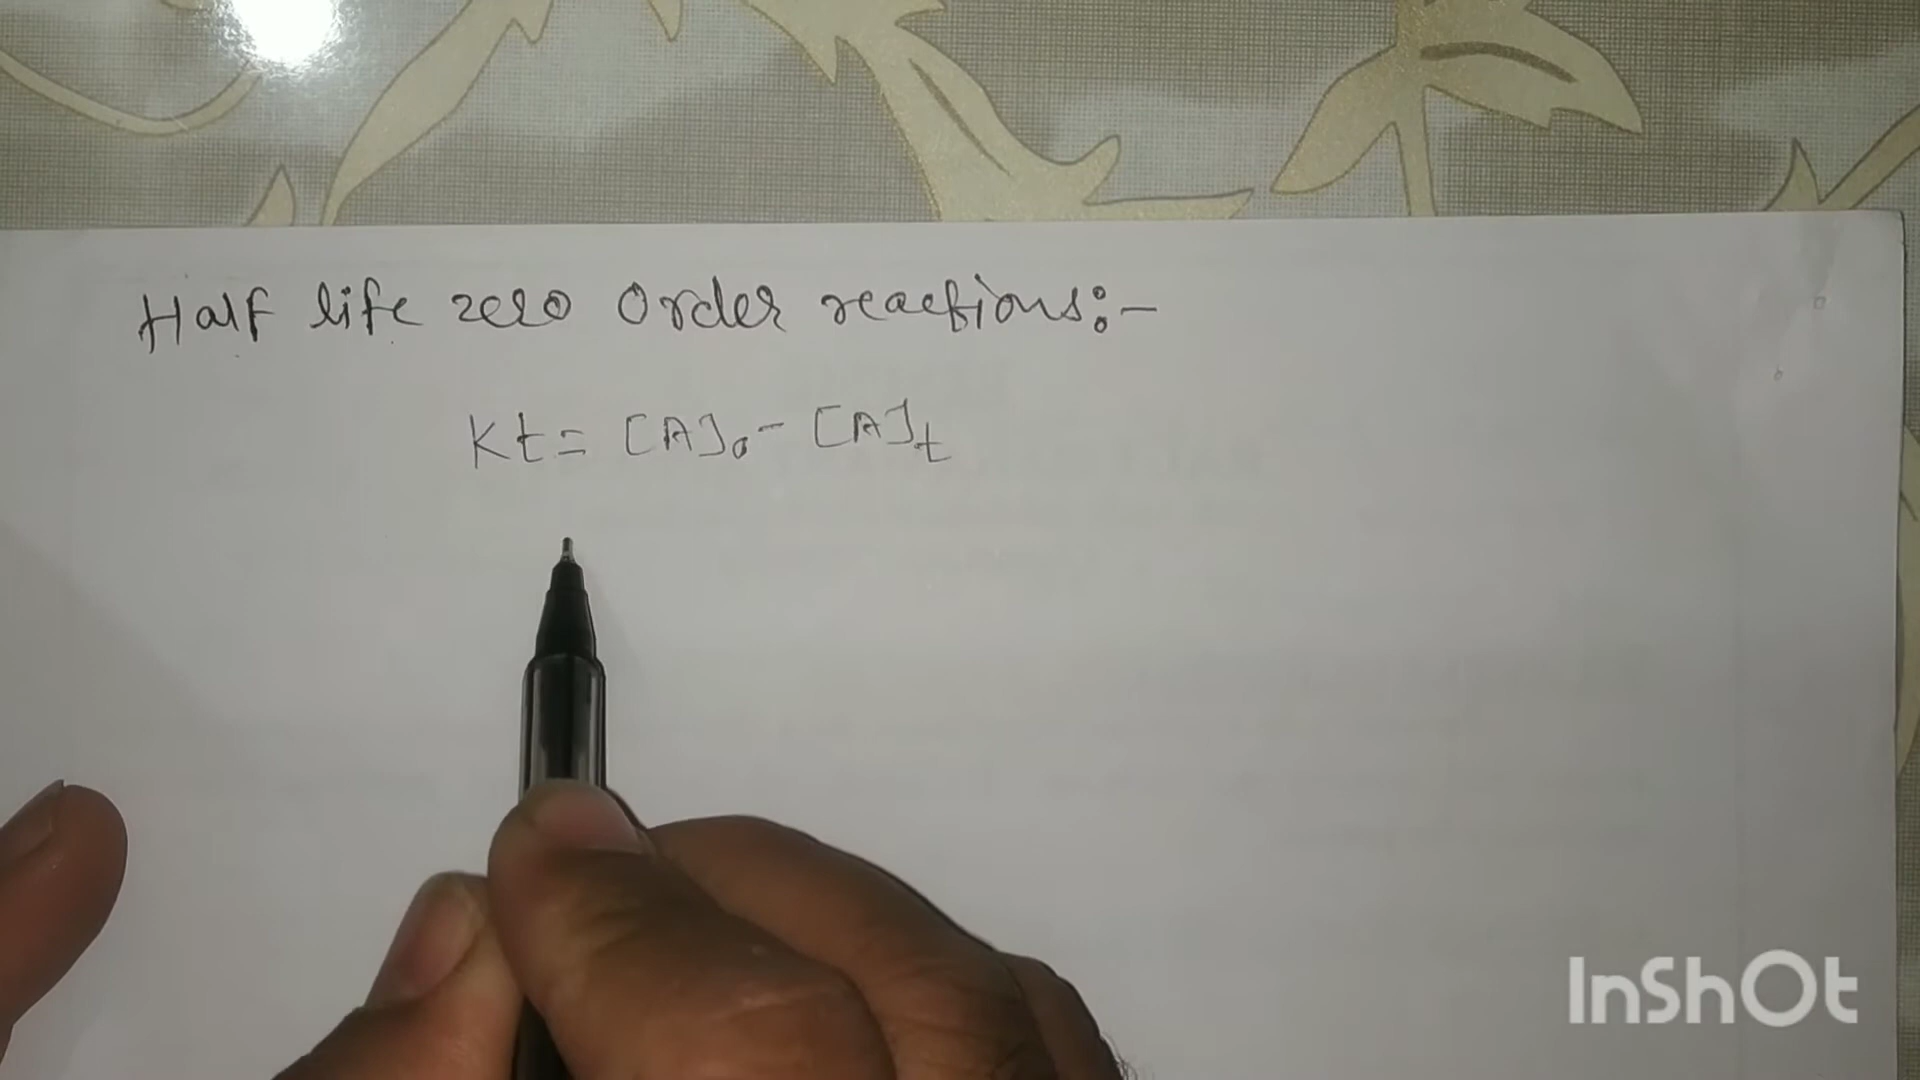 Half life zero order reactions:-
Kt = [A]₀ - [A]t
InShOt